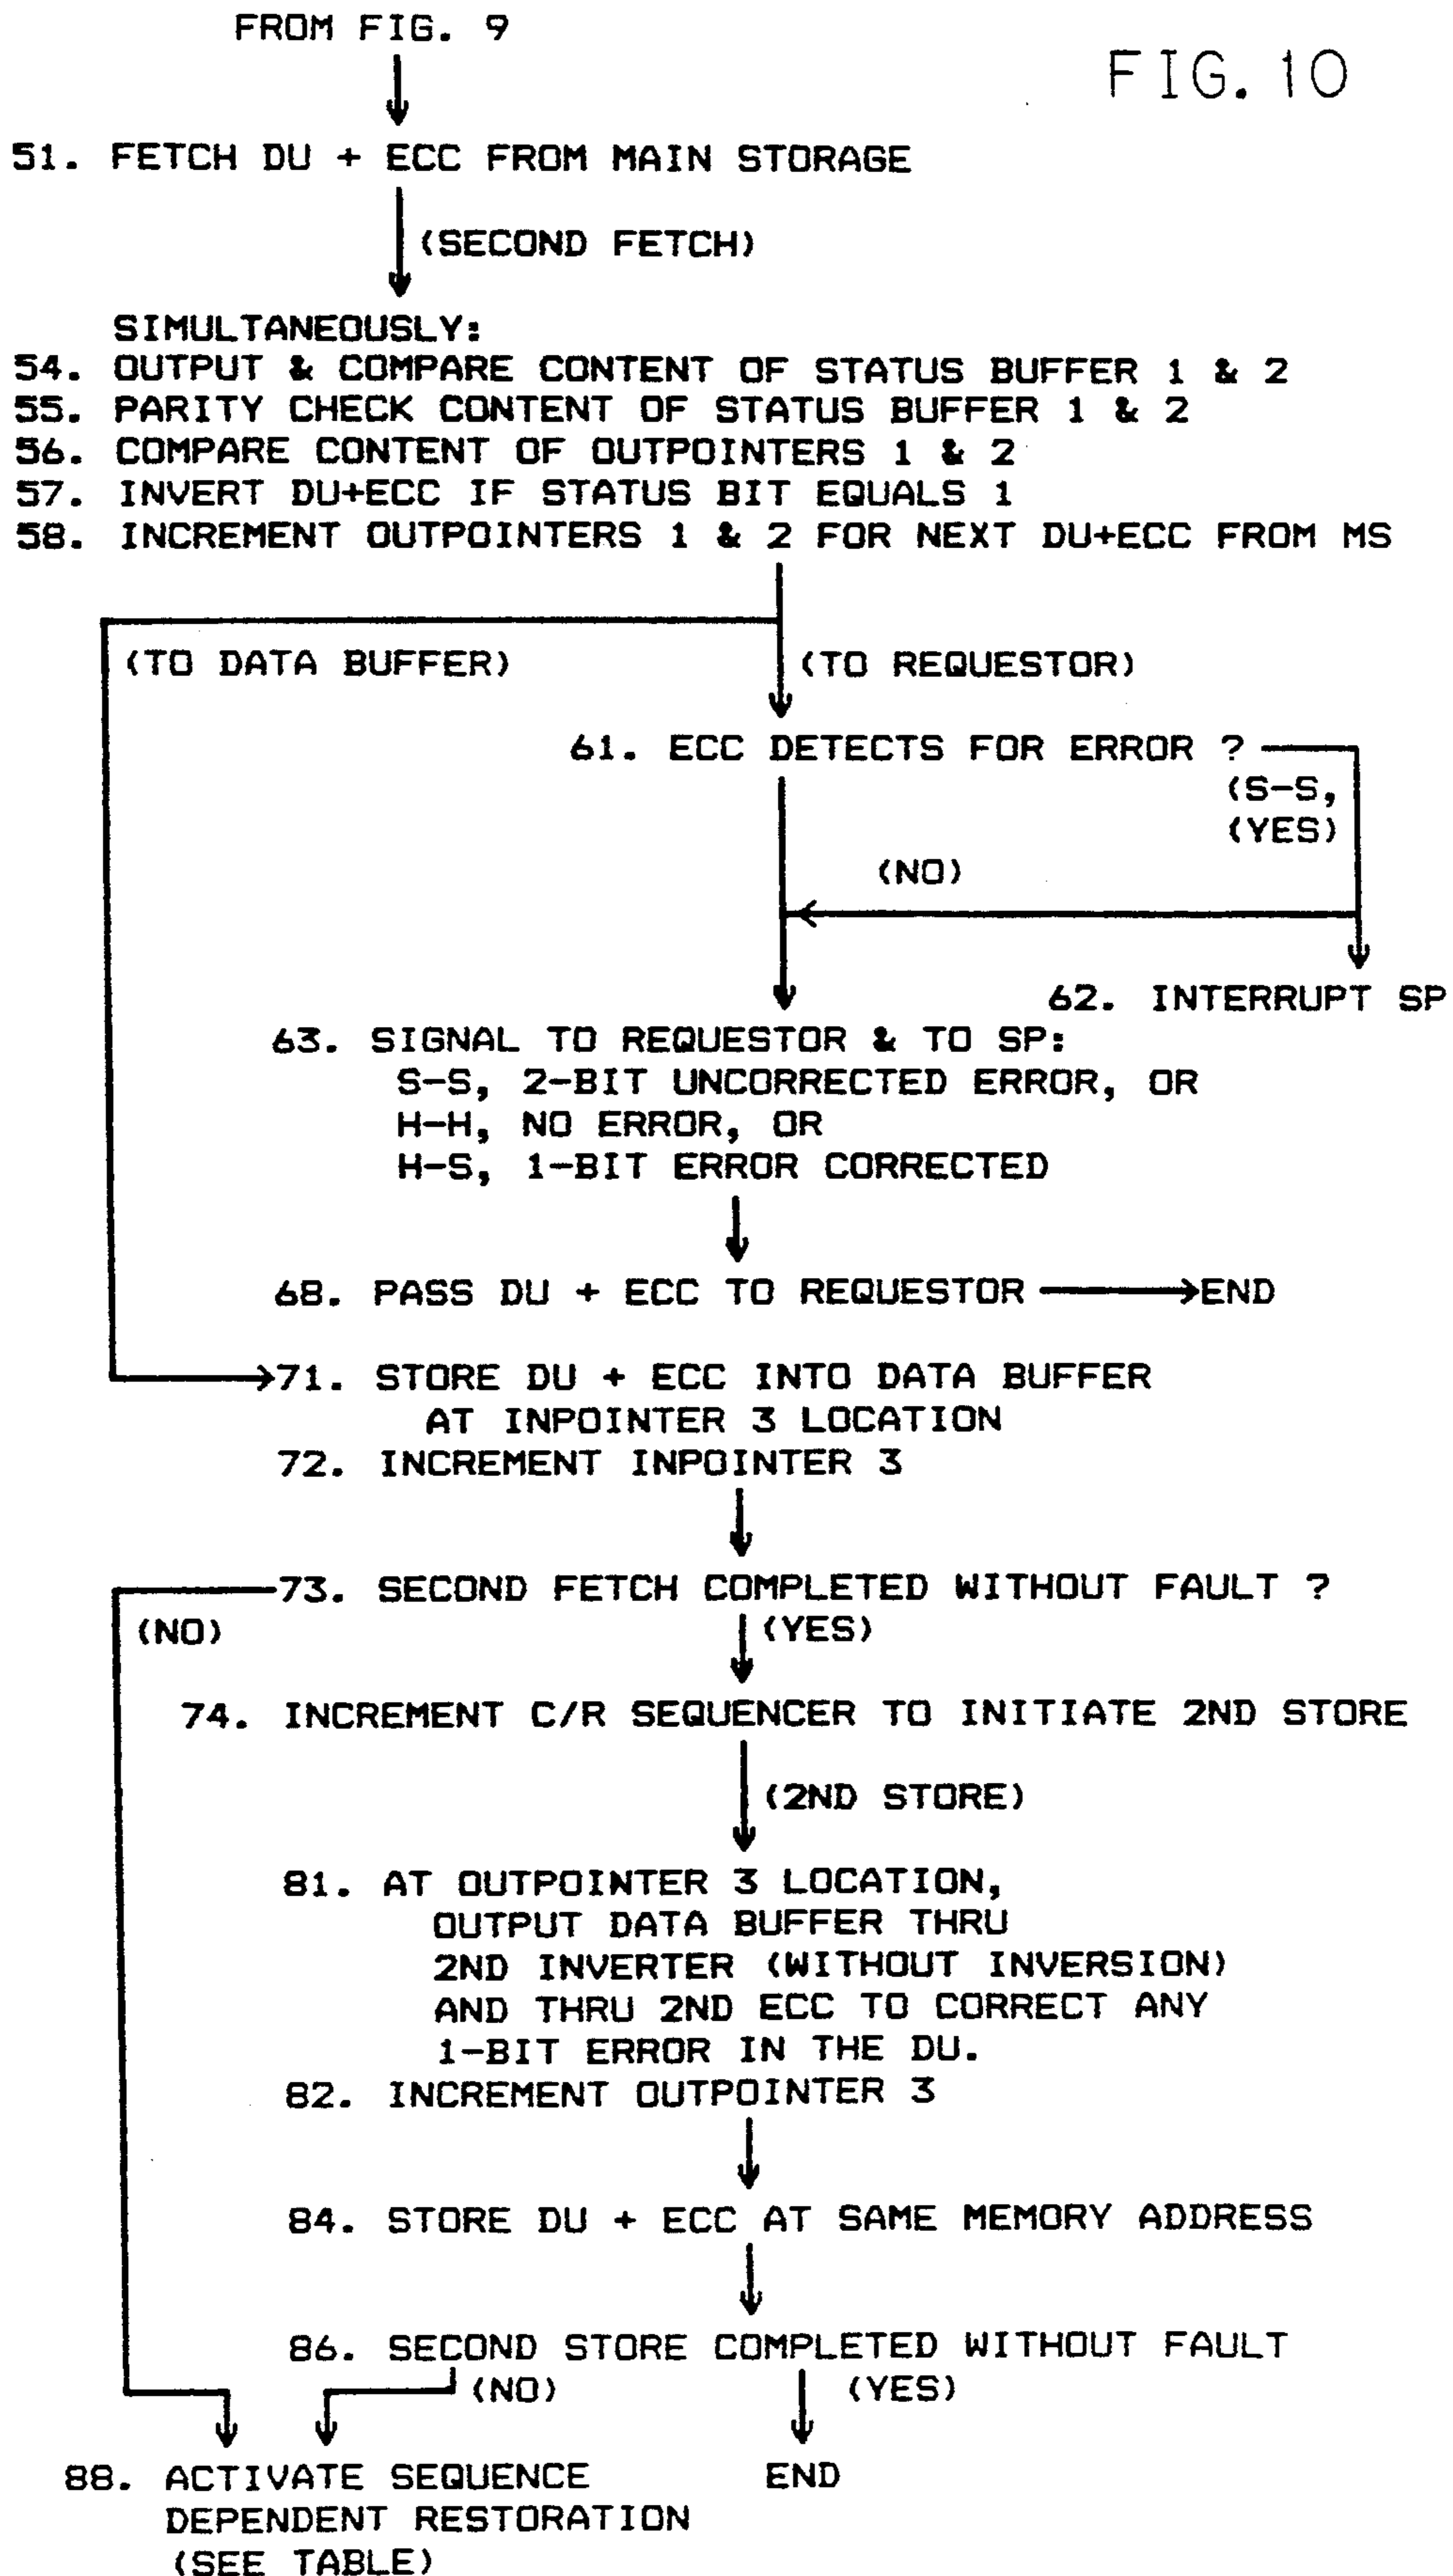 FROM FIG. 9
FIG. 10
51. FETCH DU + ECC FROM MAIN STORAGE
(SECOND FETCH)
SIMULTANEOUSLY:
54. OUTPUT & COMPARE CONTENT OF STATUS BUFFER 1 & 2
55. PARITY CHECK CONTENT OF STATUS BUFFER 1 & 2
56. COMPARE CONTENT OF OUTPOINTERS 1 & 2
57. INVERT DU+ECC IF STATUS BIT EQUALS 1
58. INCREMENT OUTPOINTERS 1 & 2 FOR NEXT DU+ECC FROM MS
(TO DATA BUFFER)
(TO REQUESTOR)
61. ECC DETECTS FOR ERROR ?
(S-S,
(YES)
(NO)
62. INTERRUPT SP
63. SIGNAL TO REQUESTOR & TO SP:
S-S, 2-BIT UNCORRECTED ERROR, OR
H-H, NO ERROR, OR
H-S, 1-BIT ERROR CORRECTED
68. PASS DU + ECC TO REQUESTOR
END
71. STORE DU + ECC INTO DATA BUFFER
AT INPOINTER 3 LOCATION
72. INCREMENT INPOINTER 3
73. SECOND FETCH COMPLETED WITHOUT FAULT ?
(NO)
(YES)
74. INCREMENT C/R SEQUENCER TO INITIATE 2ND STORE
(2ND STORE)
81. AT OUTPOINTER 3 LOCATION,
OUTPUT DATA BUFFER THRU
2ND INVERTER (WITHOUT INVERSION)
AND THRU 2ND ECC TO CORRECT ANY
1-BIT ERROR IN THE DU.
82. INCREMENT OUTPOINTER 3
84. STORE DU + ECC AT SAME MEMORY ADDRESS
86. SECOND STORE COMPLETED WITHOUT FAULT
(NO)
(YES)
88. ACTIVATE SEQUENCE
DEPENDENT RESTORATION
(SEE TABLE)
END